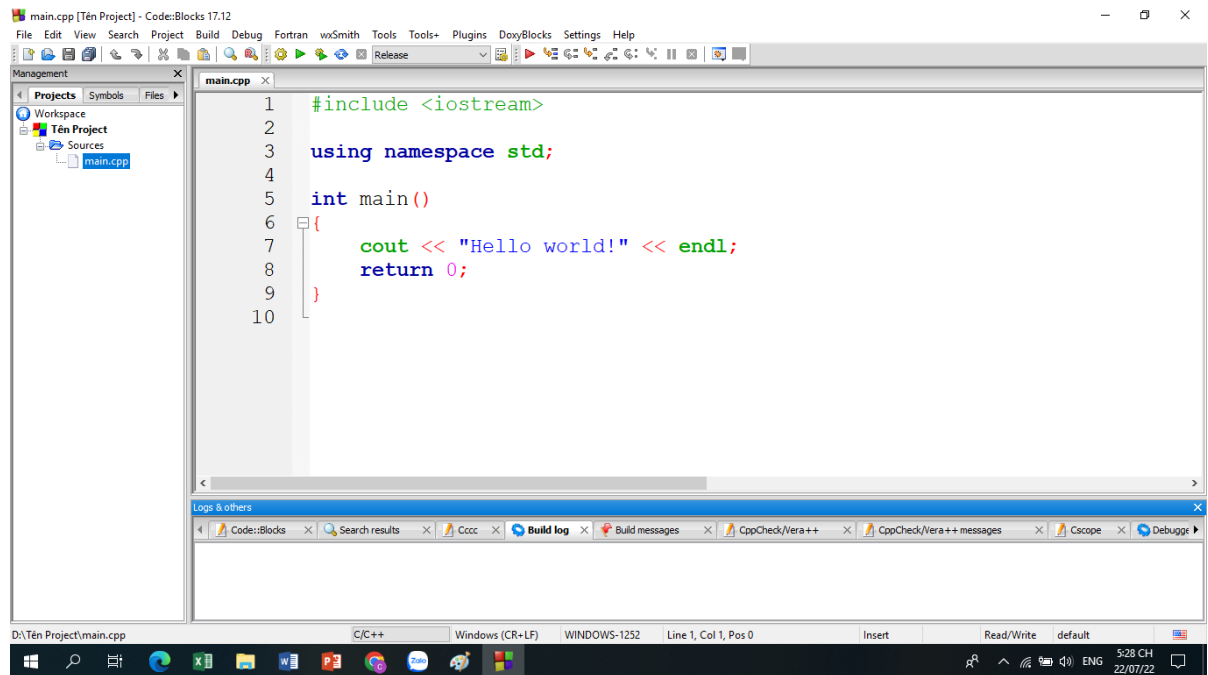 main.cpp [Tên Project] - Code::Blocks 17.12
File Edit View Search Project Build Debug Fortran wxSmith Tools Tools+ Plugins DoxyBlocks Settings Help
Release
Management
main.cpp
Projects Symbols Files
Workspace
Tên Project
Sources
main.cpp
1 #include <iostream>
2
3 using namespace std;
4
5 int main()
6 {
7 cout << "Hello world!" << endl;
8 return 0;
9 }
10
Logs & others
Code::Blocks Search results Cccc Build log Build messages CppCheck/Vera++ CppCheck/Vera++ messages Cscope Debugge
D:\Tên Project\main.cpp C/C++ Windows (CR+LF) WINDOWS-1252 Line 1, Col 1, Pos 0 Insert Read/Write default
Zalo
ENG
5:28 CH
22/07/22